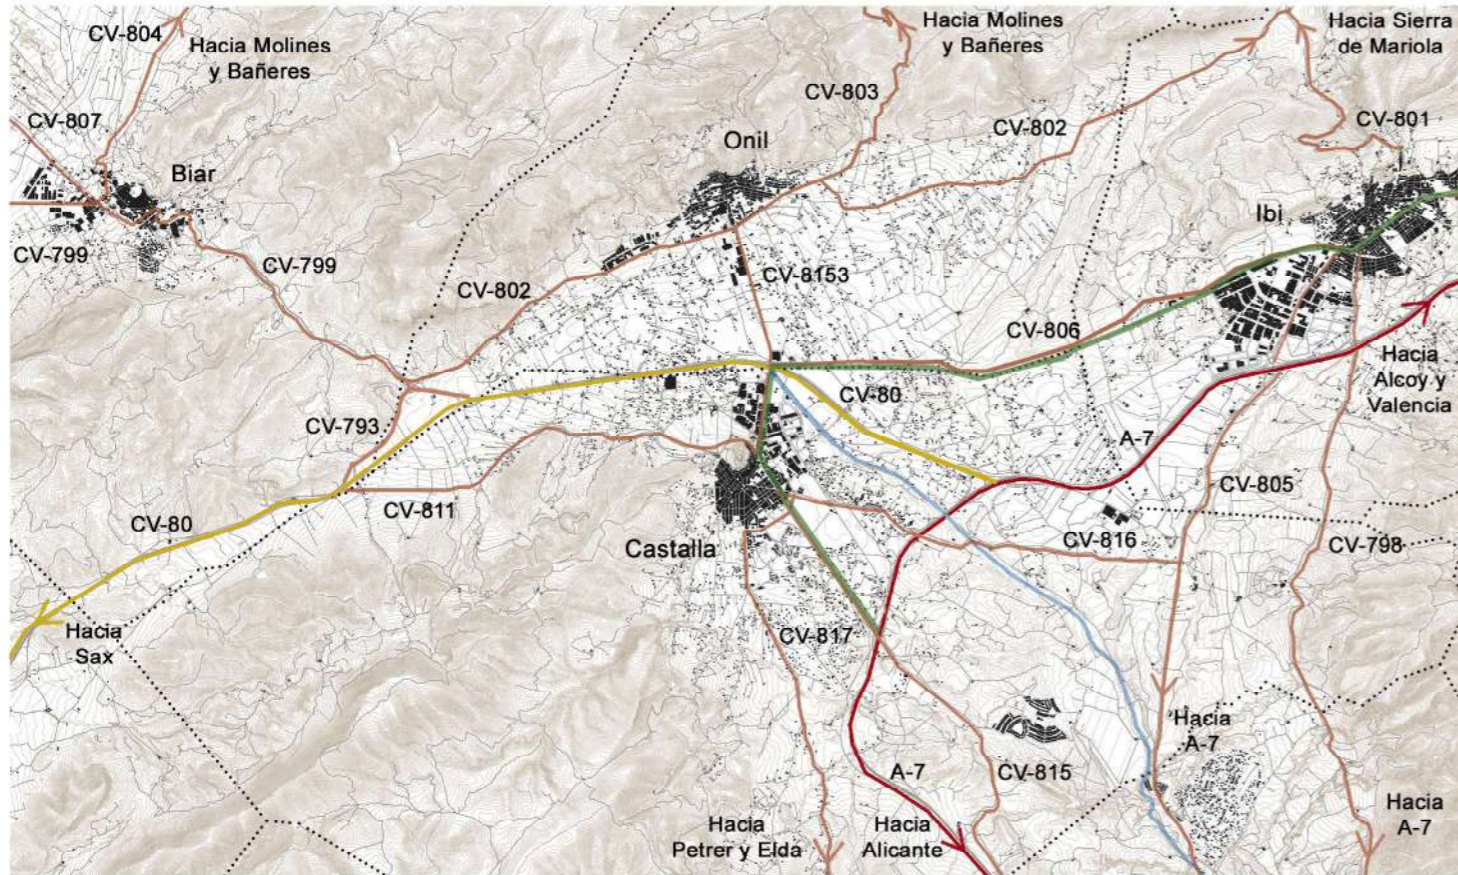 CV-804
Hacia Molines
y Bañeres
Hacia Molines
y Bañeres
Hacia Sierra
de Mariola
CV-803
CV-807
CV-802
CV-801
Onil
Biar
Ibi
CV-799
CV-799
CV-8153
CV-802
CV-806
Hacia
Alcoy y
Valencia
CV-80
CV-793
A-7
CV-805
CV-811
CV-80
CV-816
CV-798
Castalla
Hacia
Sax
CV-817
Hacia
A-7
A-7
CV-815
Hacia
Petrer y Elda
Hacia
Alicante
Hacia
A-7